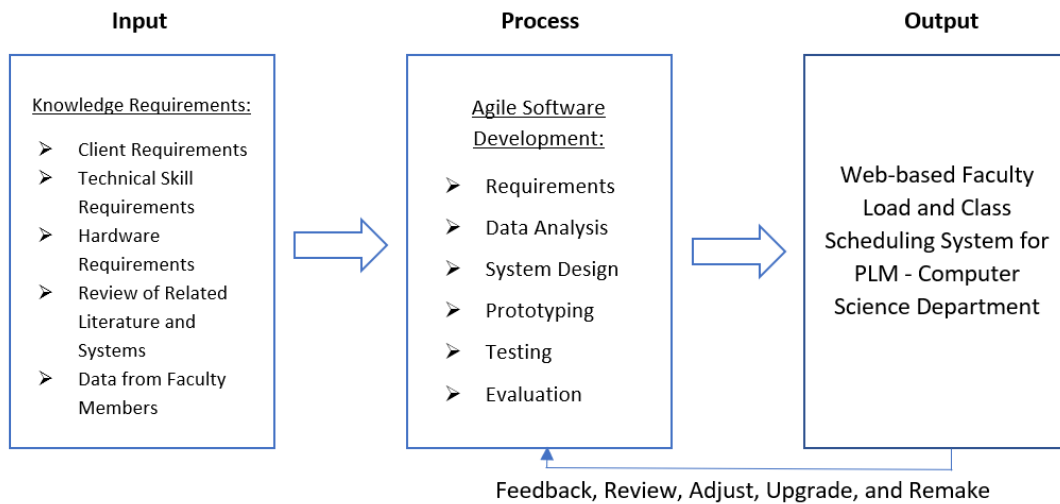 Input
Process
Output
Knowledge Requirements:
➢ Client Requirements
➢ Technical Skill
Requirements
➢ Hardware
Requirements
➢ Review of Related
Literature and
Systems
➢ Data from Faculty
Members
Agile Software
Development:
➢ Requirements
➢ Data Analysis
➢ System Design
➢ Prototyping
➢ Testing
➢ Evaluation
Web-based Faculty
Load and Class
Scheduling System for
PLM - Computer
Science Department
Feedback, Review, Adjust, Upgrade, and Remake